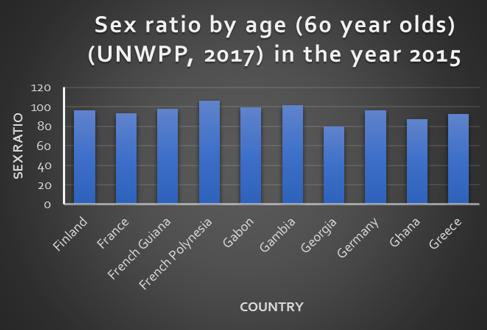 Sex ratio by age (60 year olds)
(UNWPP, 2017) in the year 2015
120
100
80
60
40
20
0
SEX RATIO
Finland
France
French Guiana
French Polynesia
Gabon
Gambia
Georgia
Germany
Ghana
Greece
COUNTRY